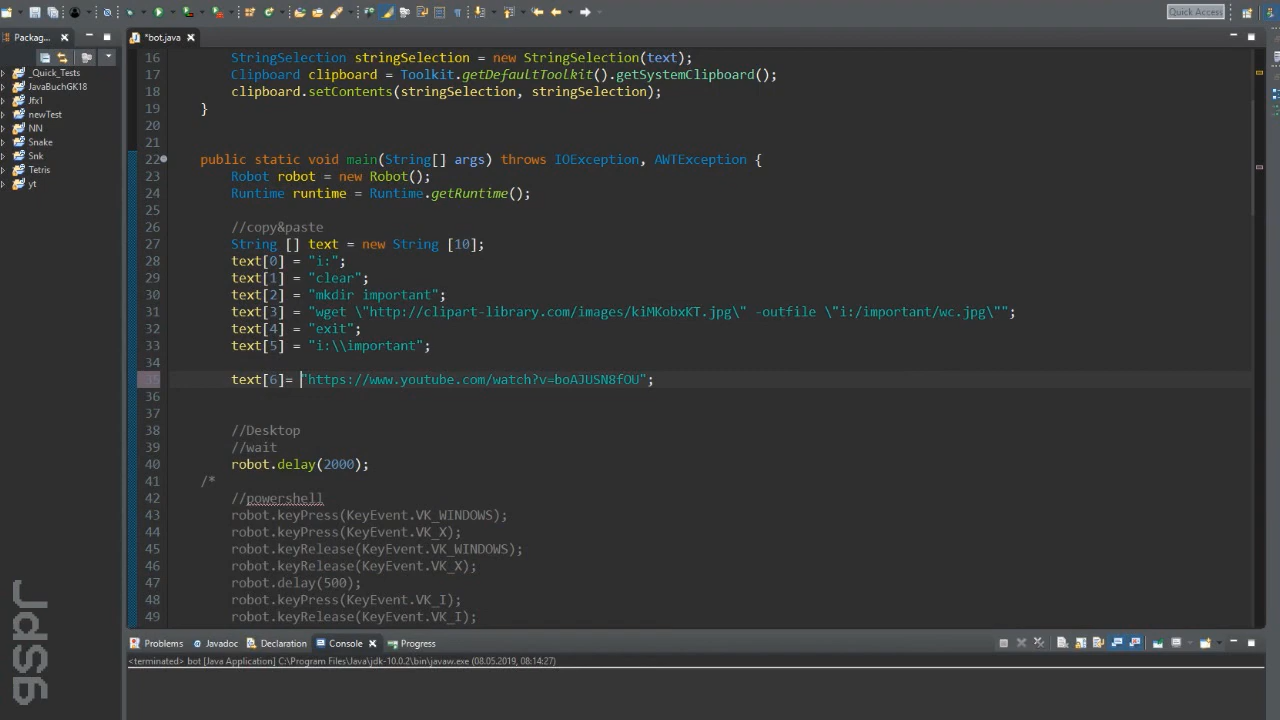 Quick Access
Packag...
*bot.java
_Quick_Tests
JavaBuchGK18
Jfx1
newTest
NN
Snake
Snk
Tetris
yt
16 StringSelection stringSelection = new StringSelection(text);
17 Clipboard clipboard = Toolkit.getDefaultToolkit().getSystemClipboard();
18 clipboard.setContents(stringSelection, stringSelection);
19 }
20
21
22 public static void main(String[] args) throws IOException, AWTException {
23 Robot robot = new Robot();
24 Runtime runtime = Runtime.getRuntime();
25
26 //copy&paste
27 String [] text = new String [10];
28 text[0] = "i:";
29 text[1] = "clear";
30 text[2] = "mkdir important";
31 text[3] = "wget \"http://clipart-library.com/images/kiMKobxKT.jpg\" -outfile \"i:/important/wc.jpg\"";
32 text[4] = "exit";
33 text[5] = "i:\\important";
34
35 text[6]= "https://www.youtube.com/watch?v=boAJUSN8fOU";
36
37
38 //Desktop
39 //wait
40 robot.delay(2000);
41 /*
42 //powershell
43 robot.keyPress(KeyEvent.VK_WINDOWS);
44 robot.keyPress(KeyEvent.VK_X);
45 robot.keyRelease(KeyEvent.VK_WINDOWS);
46 robot.keyRelease(KeyEvent.VK_X);
47 robot.delay(500);
48 robot.keyPress(KeyEvent.VK_I);
49 robot.keyRelease(KeyEvent.VK_I);
Problems Javadoc Declaration Console Progress
<terminated> bot [Java Application] C:\Program Files\Java\jdk-10.0.2\bin\javaw.exe (08.05.2019, 08:14:27)